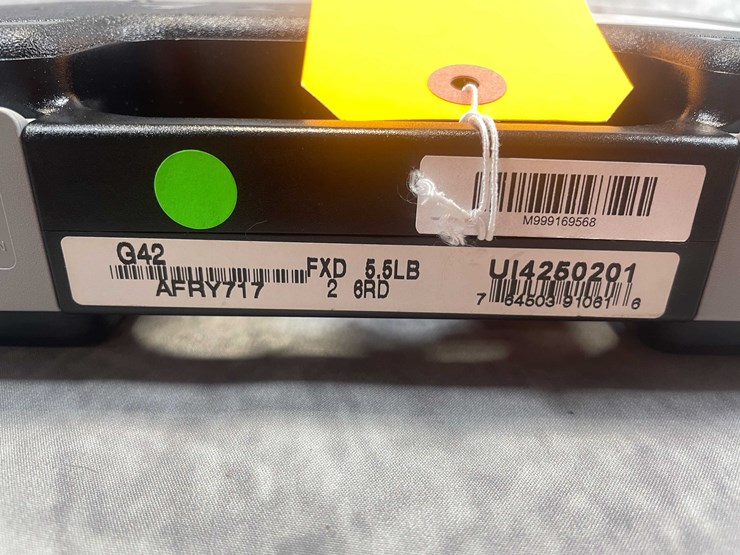 M999169568
G42 FXD 5.5LB UI4250201
AFRY717 2 6RD 7 64503 91061 6